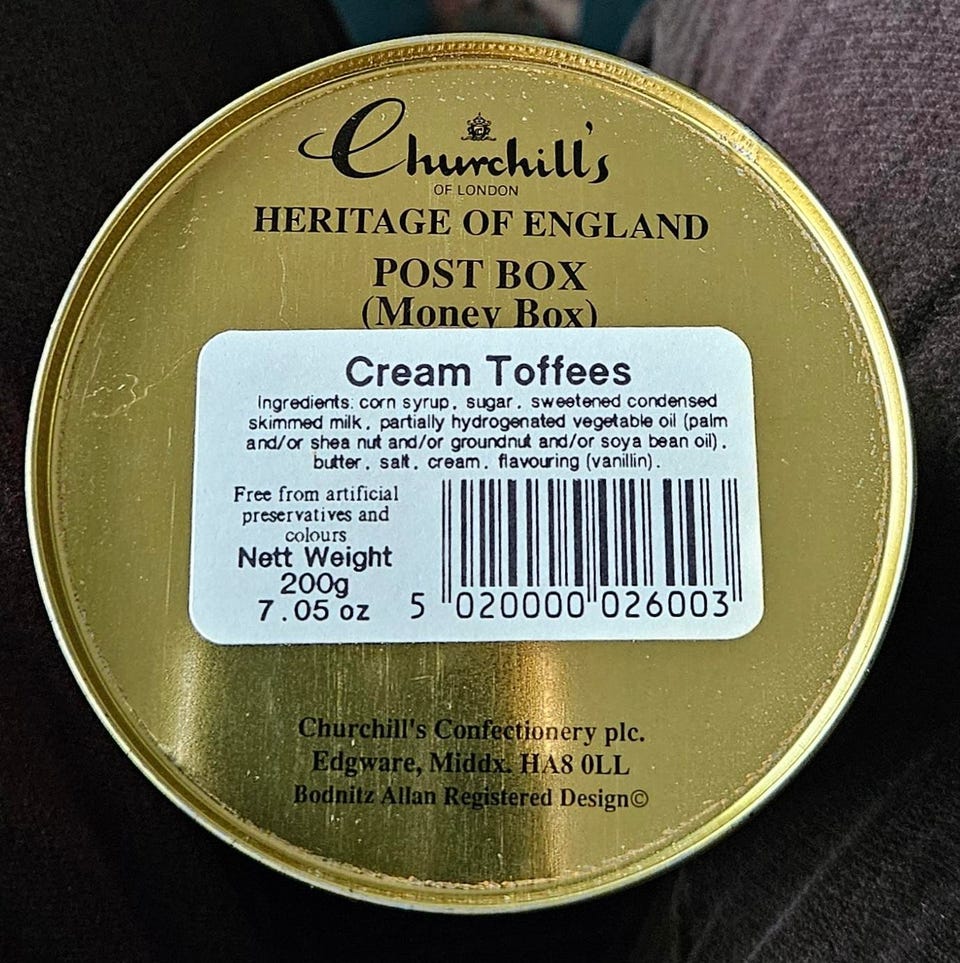 Churchill's
OF LONDON
HERITAGE OF ENGLAND
POST BOX
(Money Box)
Cream Toffees
Ingredients: corn syrup, sugar, sweetened condensed
skimmed milk, partially hydrogenated vegetable oil (palm
and/or shea nut and/or groundnut and/or soya bean oil),
butter, salt, cream, flavouring (vanillin).
Free from artificial
preservatives and
colours
Nett Weight
200g
7.05 oz
5 020000 026003
Churchill's Confectionery plc.
Edgware, Middx. HA8 0LL
Bodnitz Allan Registered Design©